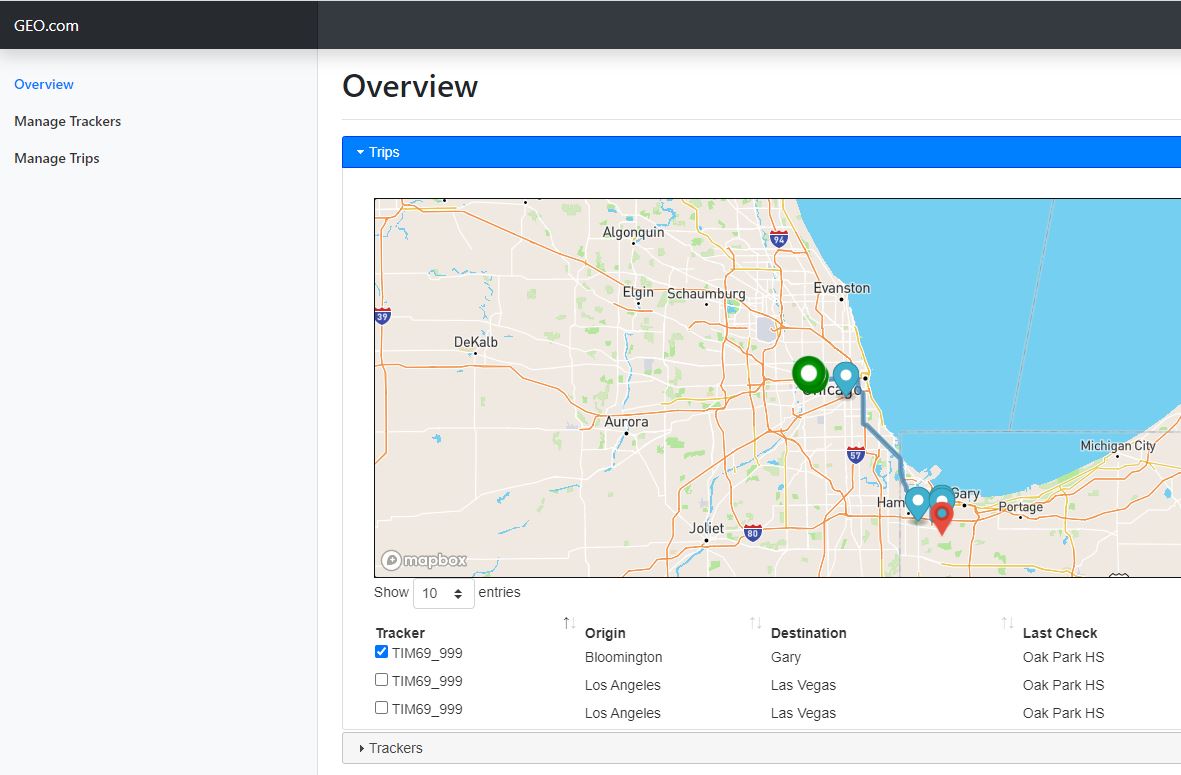 GEO.com
Overview
Manage Trackers
Manage Trips
Overview
Trips
Algonquin
94
Evanston
Elgin
Schaumburg
39
DeKalb
Chicago
Aurora
57
Michigan City
Ham
Gary
Portage
Joliet
80
mapbox
Show 10 entries
Tracker Origin Destination Last Check
TIM69_999 Bloomington Gary Oak Park HS
TIM69_999 Los Angeles Las Vegas Oak Park HS
TIM69_999 Los Angeles Las Vegas Oak Park HS
Trackers